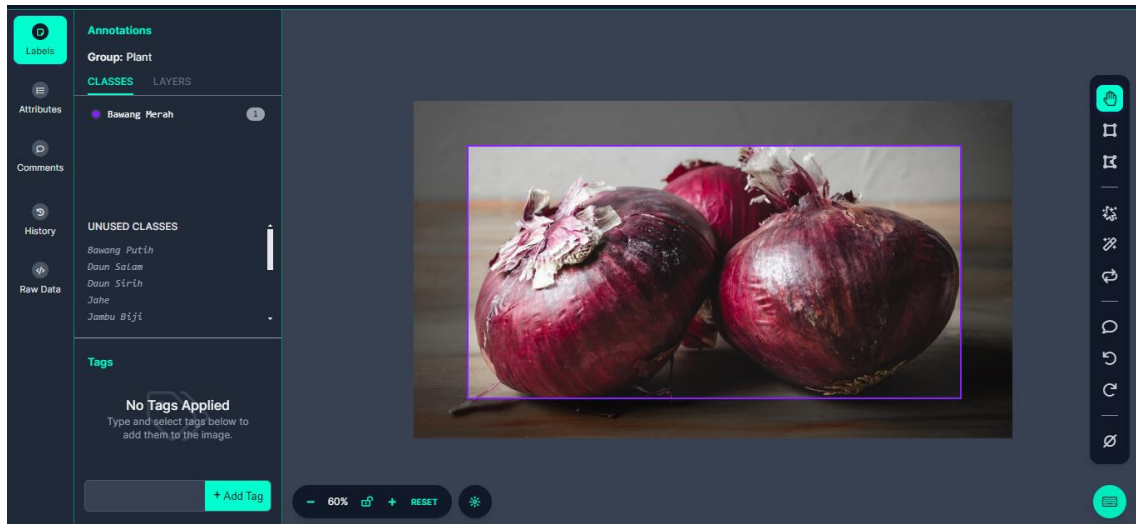 Labels
Attributes
Comments
History
Raw Data
Annotations
Group: Plant
CLASSES LAYERS
Bawang Merah 1
UNUSED CLASSES
Bawang Putih
Daun Salam
Daun Sirih
Jahe
Jambu Biji
Tags
No Tags Applied
Type and select tags below to
add them to the image.
+ Add Tag
− 60% + RESET